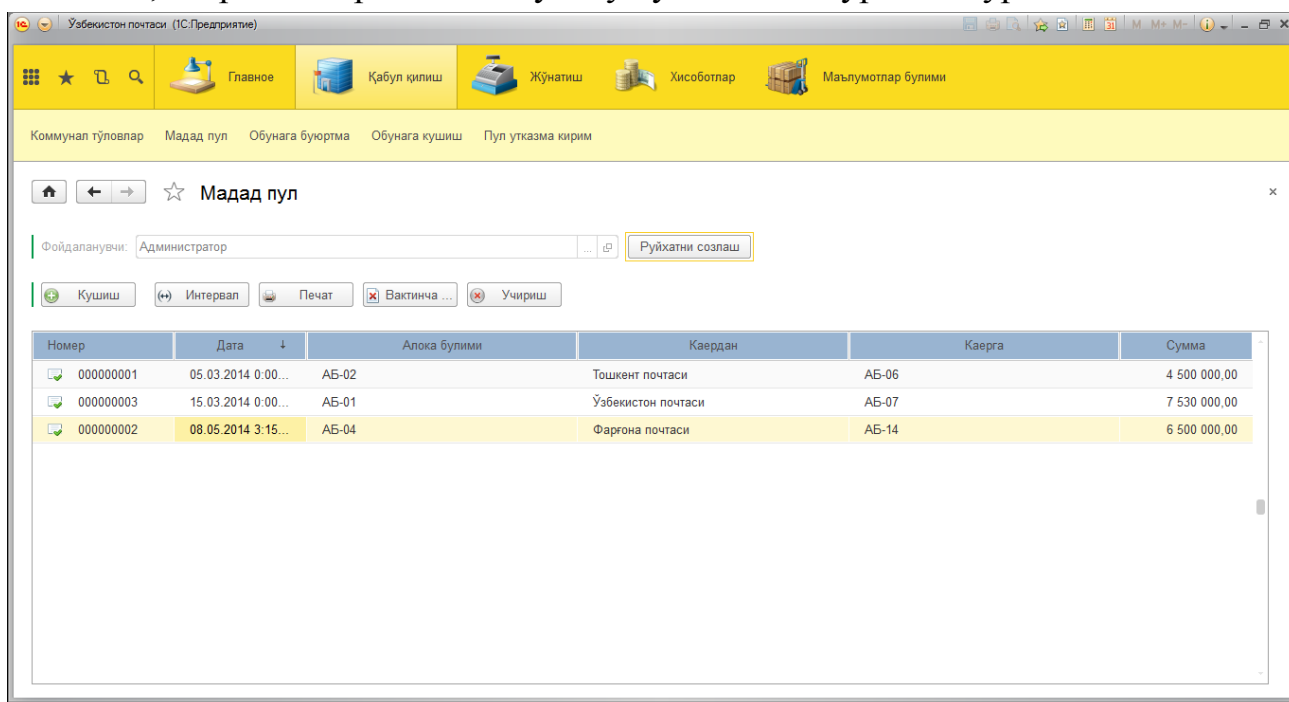 Ўзбекистон почтаси (1С:Предприятие)
M M+ M-
Главное Қабул қилиш Жўнатиш Хисоботлар Маълумотлар булими
Коммунал тўловлар Мадад пул Обунага буюртма Обунага кушиш Пул утказма кирим
Мадад пул
Фойдаланувчи: Администратор ... Руйхатни созлаш
Кушиш Интервал Печат Вактинча ... Учириш
Номер Дата ↓ Алока булими Каердан Каерга Сумма
000000001 05.03.2014 0:00... АБ-02 Тошкент почтаси АБ-06 4 500 000,00
000000003 15.03.2014 0:00... АБ-01 Ўзбекистон почтаси АБ-07 7 530 000,00
000000002 08.05.2014 3:15... АБ-04 Фарғона почтаси АБ-14 6 500 000,00